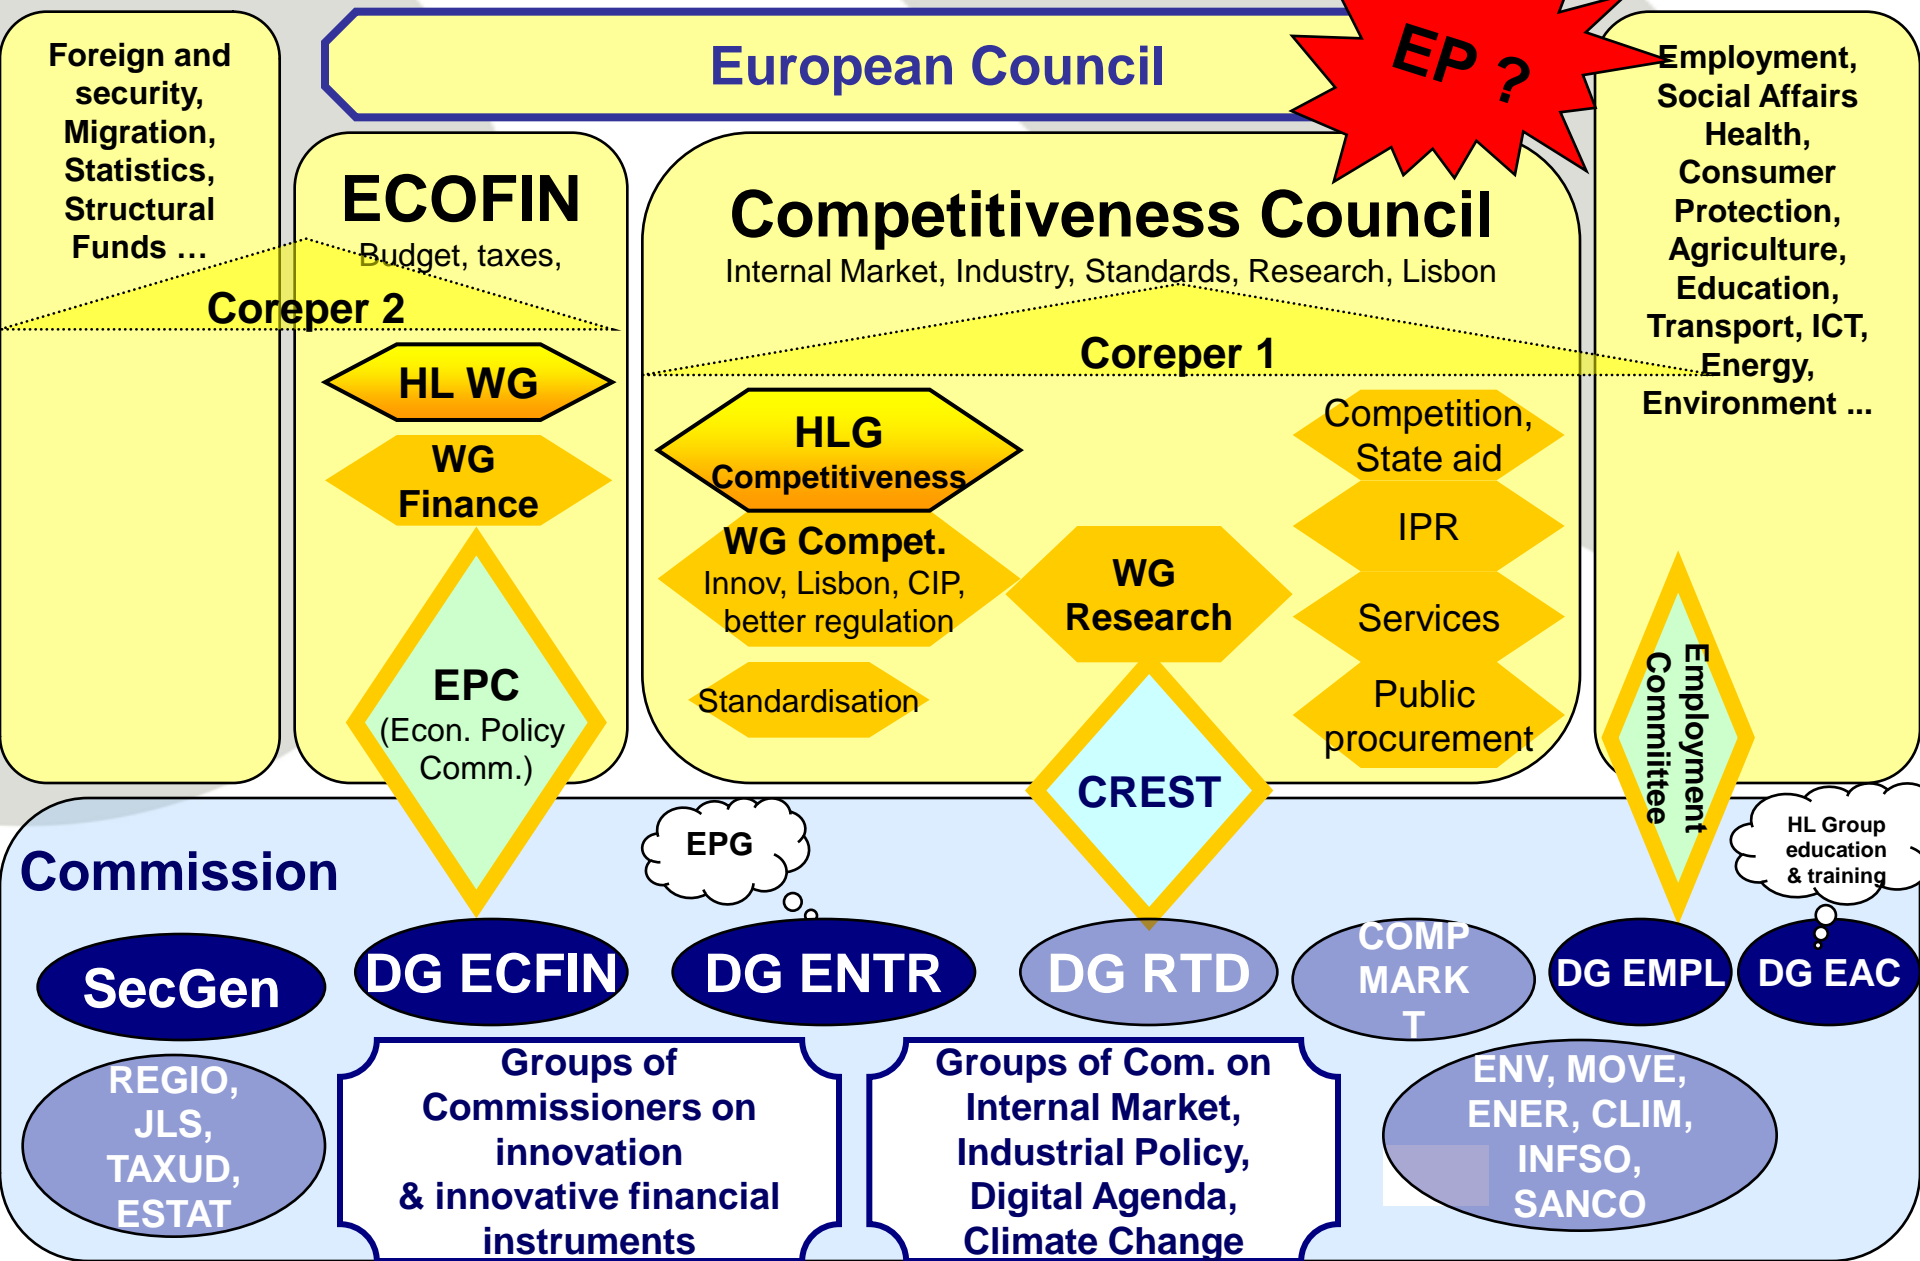 Foreign and
security,
Migration,
Statistics,
Structural
Funds ...
European Council
EP ?
Employment,
Social Affairs
Health,
Consumer
Protection,
Agriculture,
Education,
Transport, ICT,
Energy,
Environment ...
ECOFIN
Budget, taxes,
Competitiveness Council
Internal Market, Industry, Standards, Research, Lisbon
Coreper 2
Coreper 1
HL WG
WG
Finance
EPC
(Econ. Policy
Comm.)
HLG
Competitiveness
WG Compet.
Innov, Lisbon, CIP,
better regulation
Standardisation
WG
Research
CREST
Competition,
State aid
IPR
Services
Public
procurement
Employment
Commiittee
Commission
EPG
HL Group
education
& training
SecGen
DG ECFIN
DG ENTR
DG RTD
COMP
MARK
T
DG EMPL
DG EAC
REGIO,
JLS,
TAXUD,
ESTAT
Groups of
Commissioners on
innovation
& innovative financial
instruments
Groups of Com. on
Internal Market,
Industrial Policy,
Digital Agenda,
Climate Change
ENV, MOVE,
ENER, CLIM,
INFSO,
SANCO